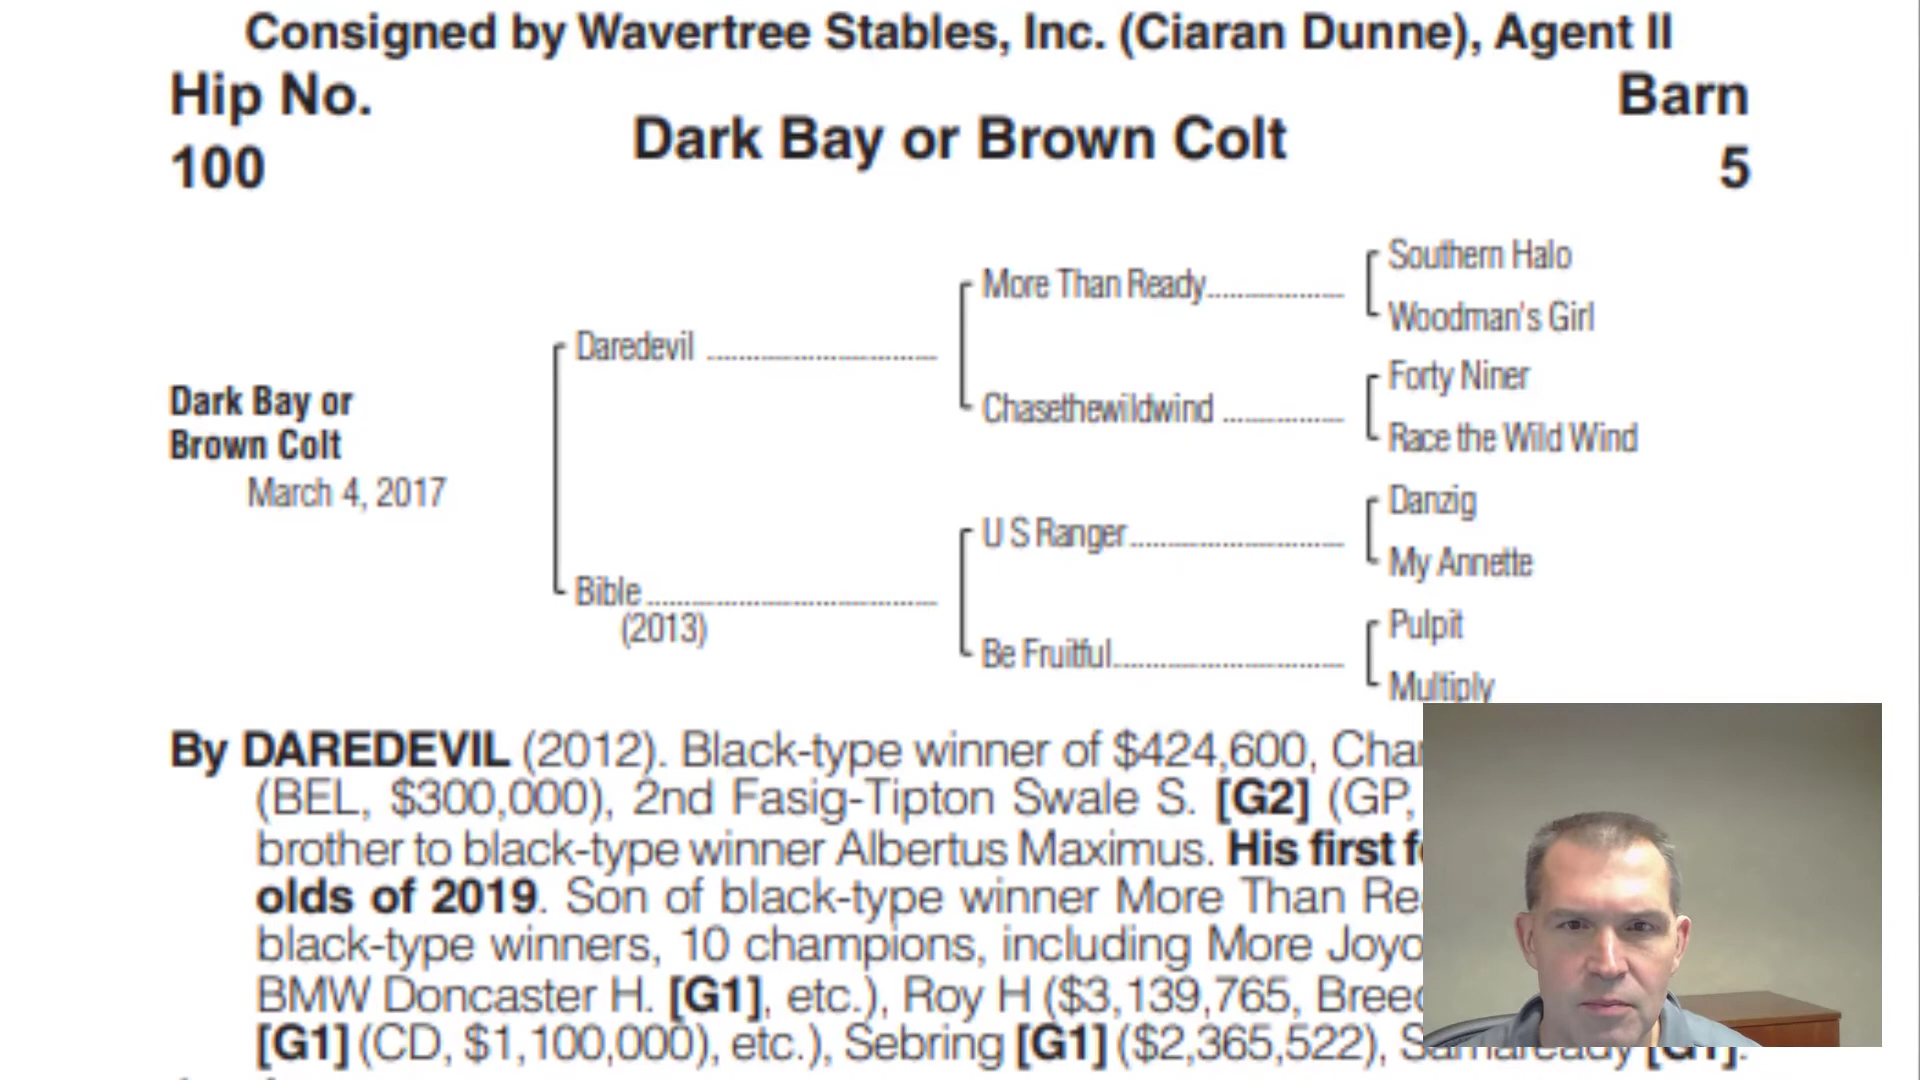 Consigned by Wavertree Stables, Inc. (Ciaran Dunne), Agent II
Hip No. Barn
100 Dark Bay or Brown Colt 5
Southern Halo
More Than Ready
Woodman's Girl
Daredevil
Forty Niner
Dark Bay or
Chasethewildwind
Brown Colt
Race the Wild Wind
March 4, 2017
Danzig
U S Ranger
My Annette
Bible
(2013)
Pulpit
Be Fruitful
Multiply
By DAREDEVIL (2012). Black-type winner of $424,600,
(BEL, $300,000), 2nd Fasig-Tipton Swale S. [G2] (GP,
brother to black-type winner Albertus Maximus. His first
olds of 2019. Son of black-type winner More Than
black-type winners, 10 champions, including More
BMW Doncaster H. [G1], etc.), Roy H ($3,139,765,
[G1] (CD, $1,100,000), etc.), Sebring [G1] ($2,365,522),